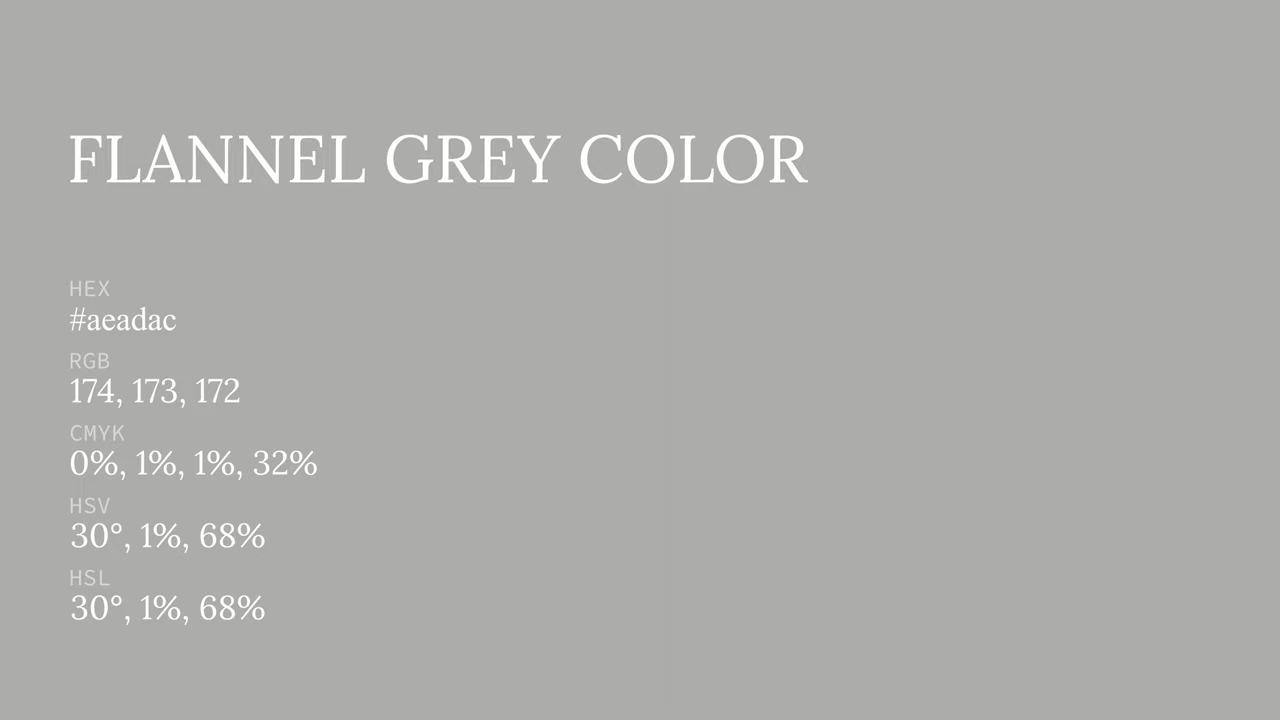 FLANNEL GREY COLOR
HEX
#aeadac
RGB
174, 173, 172
CMYK
0%, 1%, 1%, 32%
HSV
30°, 1%, 68%
HSL
30°, 1%, 68%